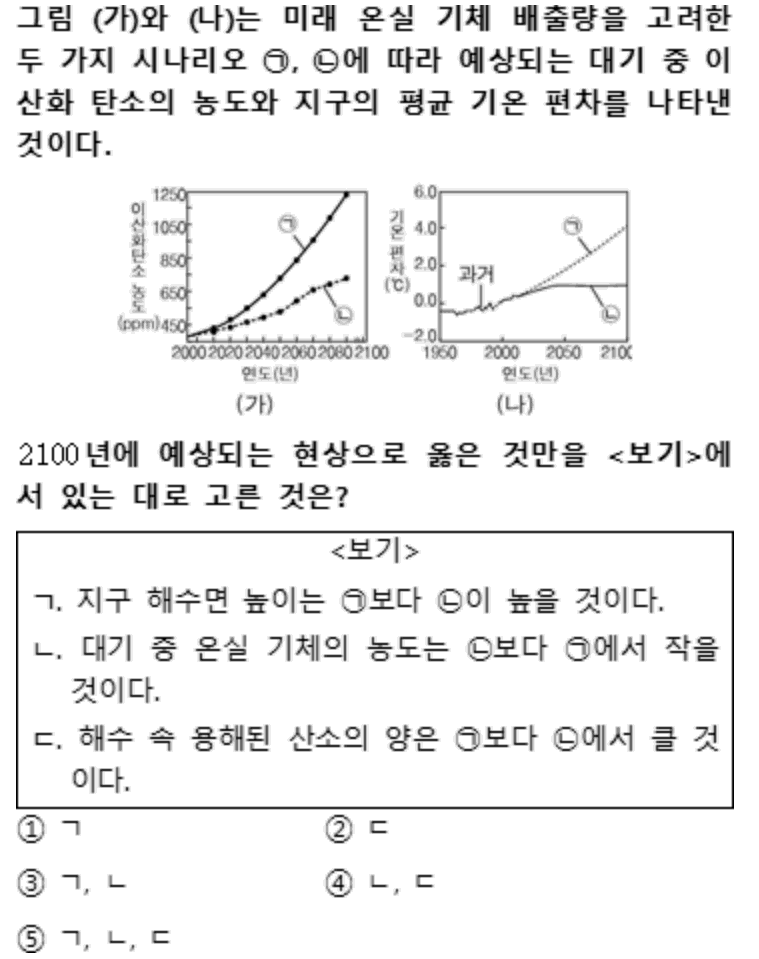 그림 (가)와 (나)는 미래 온실 기체 배출량을 고려한
두 가지 시나리오 ㉠, ㉡에 따라 예상되는 대기 중 이
산화 탄소의 농도와 지구의 평균 기온 편차를 나타낸
것이다.
이산화탄소 농도 (ppm)
1250
1050
850
650
450
㉠
㉡
2000 2020 2040 2060 2080 2100
연도(년)
(가)
기온 편차 (℃)
6.0
4.0
2.0
0.0
-2.0
과거
㉠
㉡
1950 2000 2050 2100
연도(년)
(나)
2100년에 예상되는 현상으로 옳은 것만을 <보기>에
서 있는 대로 고른 것은?
<보기>
ㄱ. 지구 해수면 높이는 ㉠보다 ㉡이 높을 것이다.
ㄴ. 대기 중 온실 기체의 농도는 ㉡보다 ㉠에서 작을
것이다.
ㄷ. 해수 속 용해된 산소의 양은 ㉠보다 ㉡에서 클 것
이다.
① ㄱ ② ㄷ
③ ㄱ, ㄴ ④ ㄴ, ㄷ
⑤ ㄱ, ㄴ, ㄷ